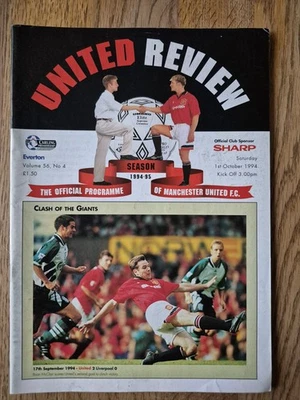 UNITED REVIEW
CARLING
Everton
Volume 56, No 4
£1.50
Official Club Sponsor
SHARP
Saturday
1st October 1994
Kick Off 3.00pm
SEASON
1994-95
THE OFFICIAL PROGRAMME
OF MANCHESTER UNITED F.C.
CLASH OF THE GIANTS
17th September 1994 - United 2 Liverpool 0